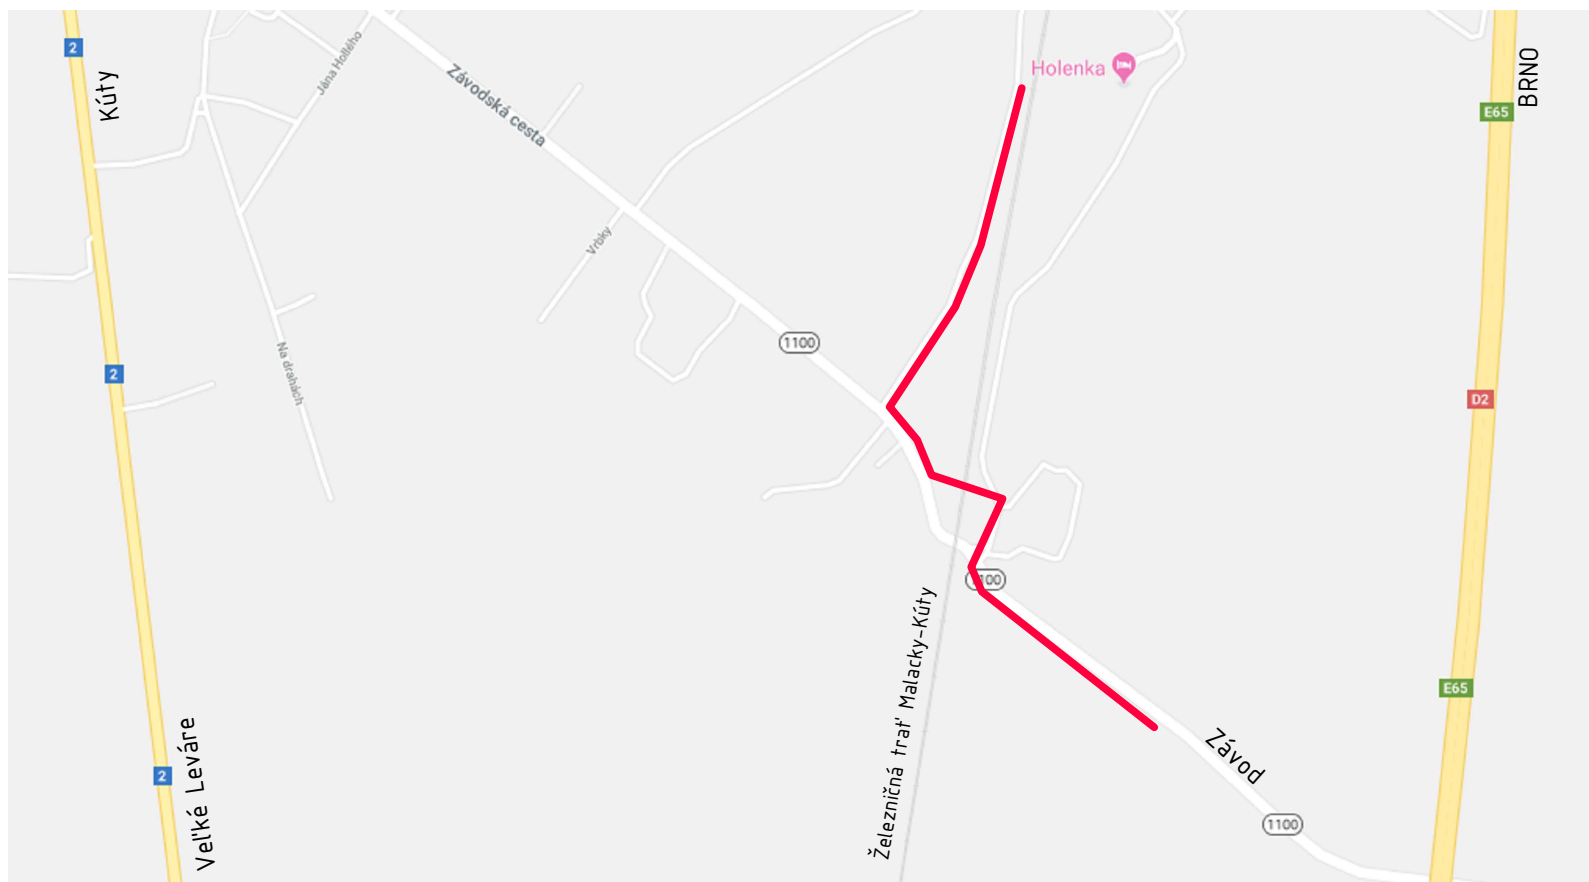 2
Kúty
Jána Hollého
Závodská cesta
Holenka
BRNO
E65
Vrbky
1100
2
Na drahách
D2
1100
Železničná trať Malacky-Kúty
E65
Závod
2
Veľké Leváre
1100